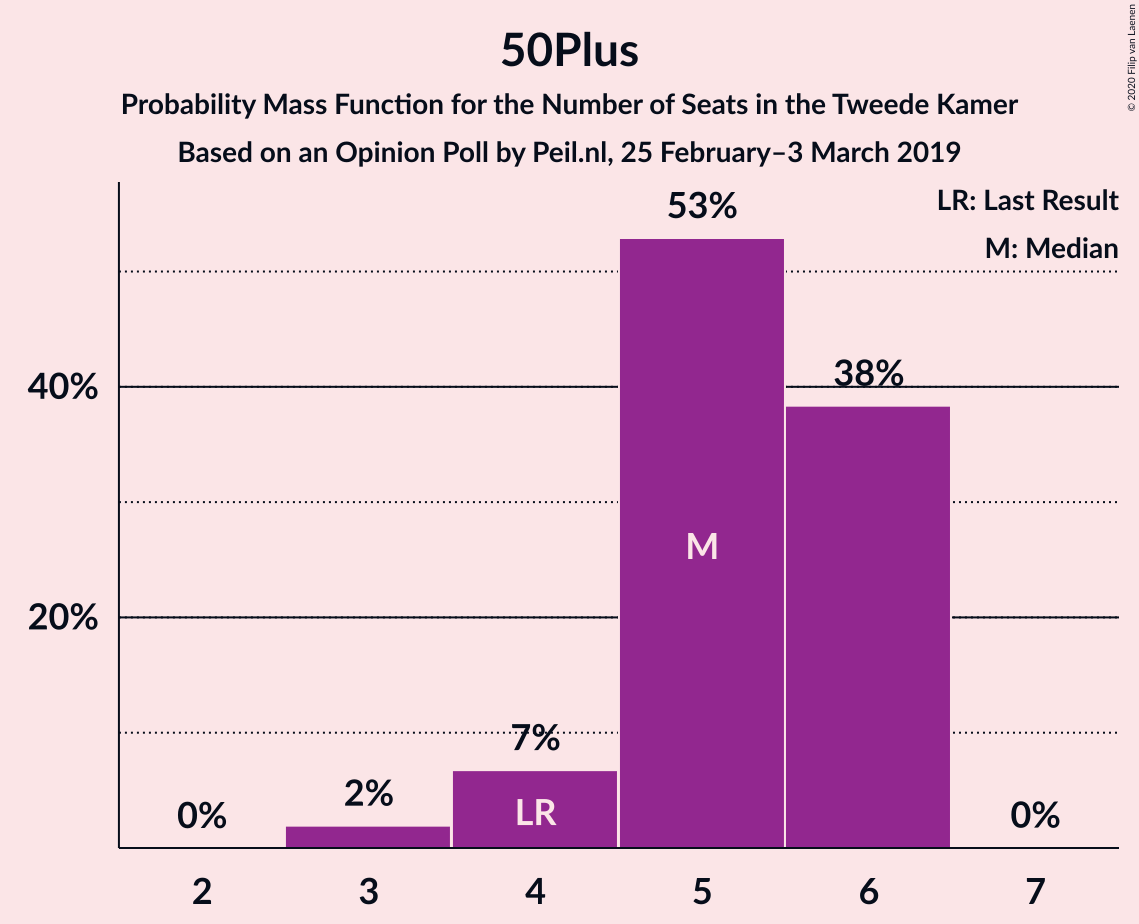 50Plus
Probability Mass Function for the Number of Seats in the Tweede Kamer
Based on an Opinion Poll by Peil.nl, 25 February–3 March 2019
© 2020 Filip van Laenen
LR: Last Result
M: Median
53%
40%
38%
M
20%
7%
2%
LR
0%
0%
2 3 4 5 6 7